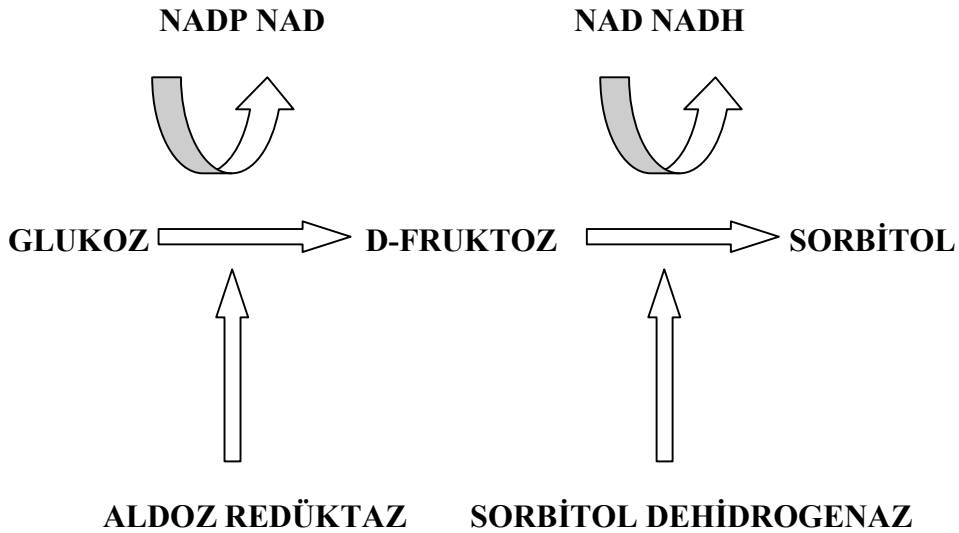 NADP NAD NAD NADH
GLUKOZ D-FRUKTOZ SORBİTOL
ALDOZ REDÜKTAZ SORBİTOL DEHİDROGENAZ